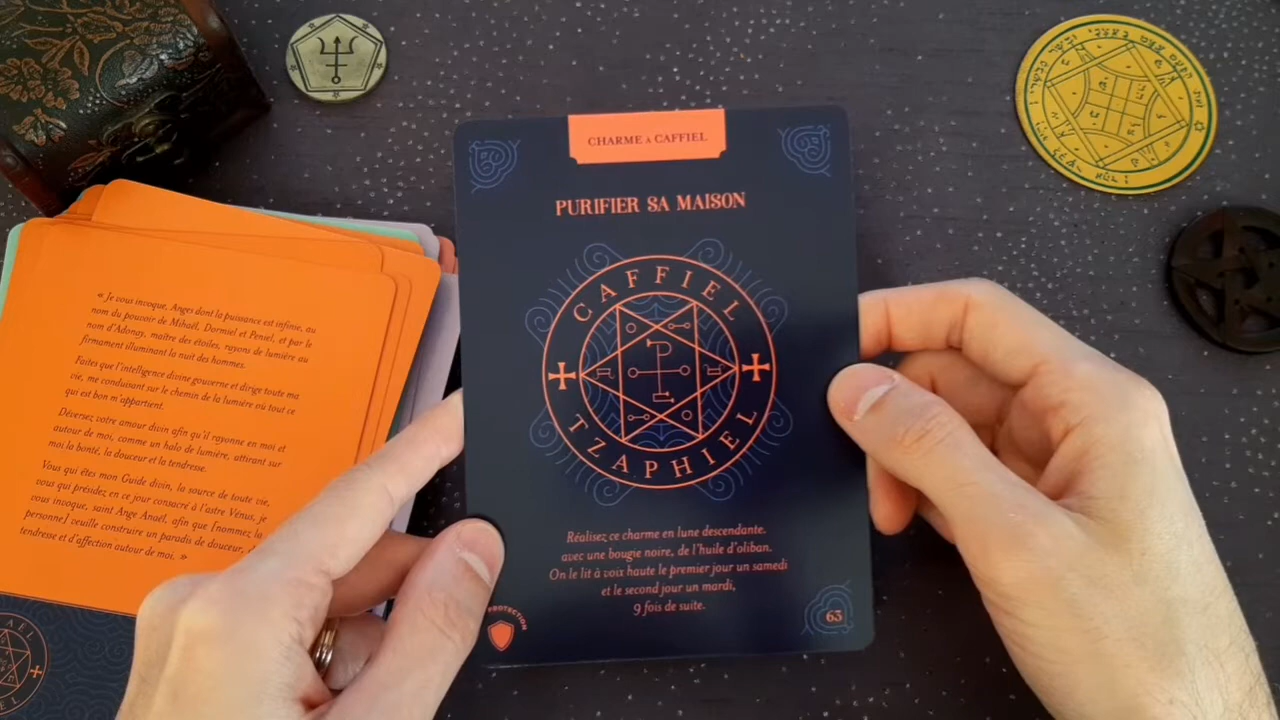 CHARME à CAFFIEL
PURIFIER SA MAISON
CAFFIEL
TZAPHIEL
Réalisez ce charme en lune descendante.
avec une bougie noire, de l'huile d'oliban.
On le lit à voix haute le premier jour un samedi
et le second jour un mardi,
9 fois de suite.
PROTECTION
63
« Je vous invoque, Anges dont la puissance est infinie, au
nom du pouvoir de Mihaël, Dormiel et Peniel, et par le
nom d'Adonay, maître des étoiles, rayons de lumière au
firmament illuminant la nuit des hommes.
Faites que l'intelligence divine gouverne et dirige toute ma
vie, me conduisant sur le chemin de la lumière où tout ce
qui est bon m'appartient.
Déversez votre amour divin afin qu'il rayonne en moi et
autour de moi, comme un halo de lumière, attirant sur
moi la bonté, la douceur et la tendresse.
Vous qui êtes mon Guide divin, la source de toute vie,
vous qui présidez en ce jour consacré à l'astre Vénus, je
vous invoque, saint Ange Anaël, afin que [nommez la
personne] veuille construire un paradis de douceur,
tendresse et d'affection autour de moi. »